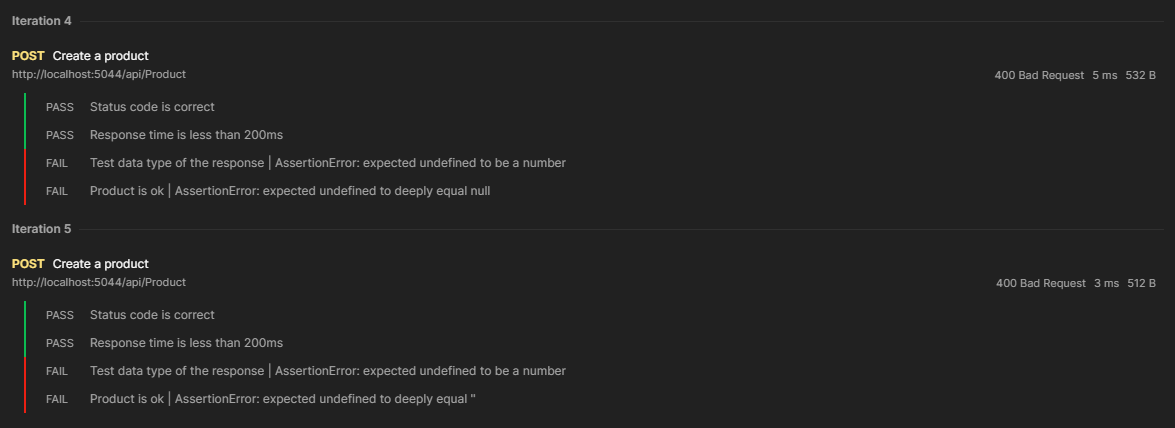 Iteration 4
POST Create a product
http://localhost:5044/api/Product
400 Bad Request 5 ms 532 B
PASS Status code is correct
PASS Response time is less than 200ms
FAIL Test data type of the response | AssertionError: expected undefined to be a number
FAIL Product is ok | AssertionError: expected undefined to deeply equal null
Iteration 5
POST Create a product
http://localhost:5044/api/Product
400 Bad Request 3 ms 512 B
PASS Status code is correct
PASS Response time is less than 200ms
FAIL Test data type of the response | AssertionError: expected undefined to be a number
FAIL Product is ok | AssertionError: expected undefined to deeply equal ''